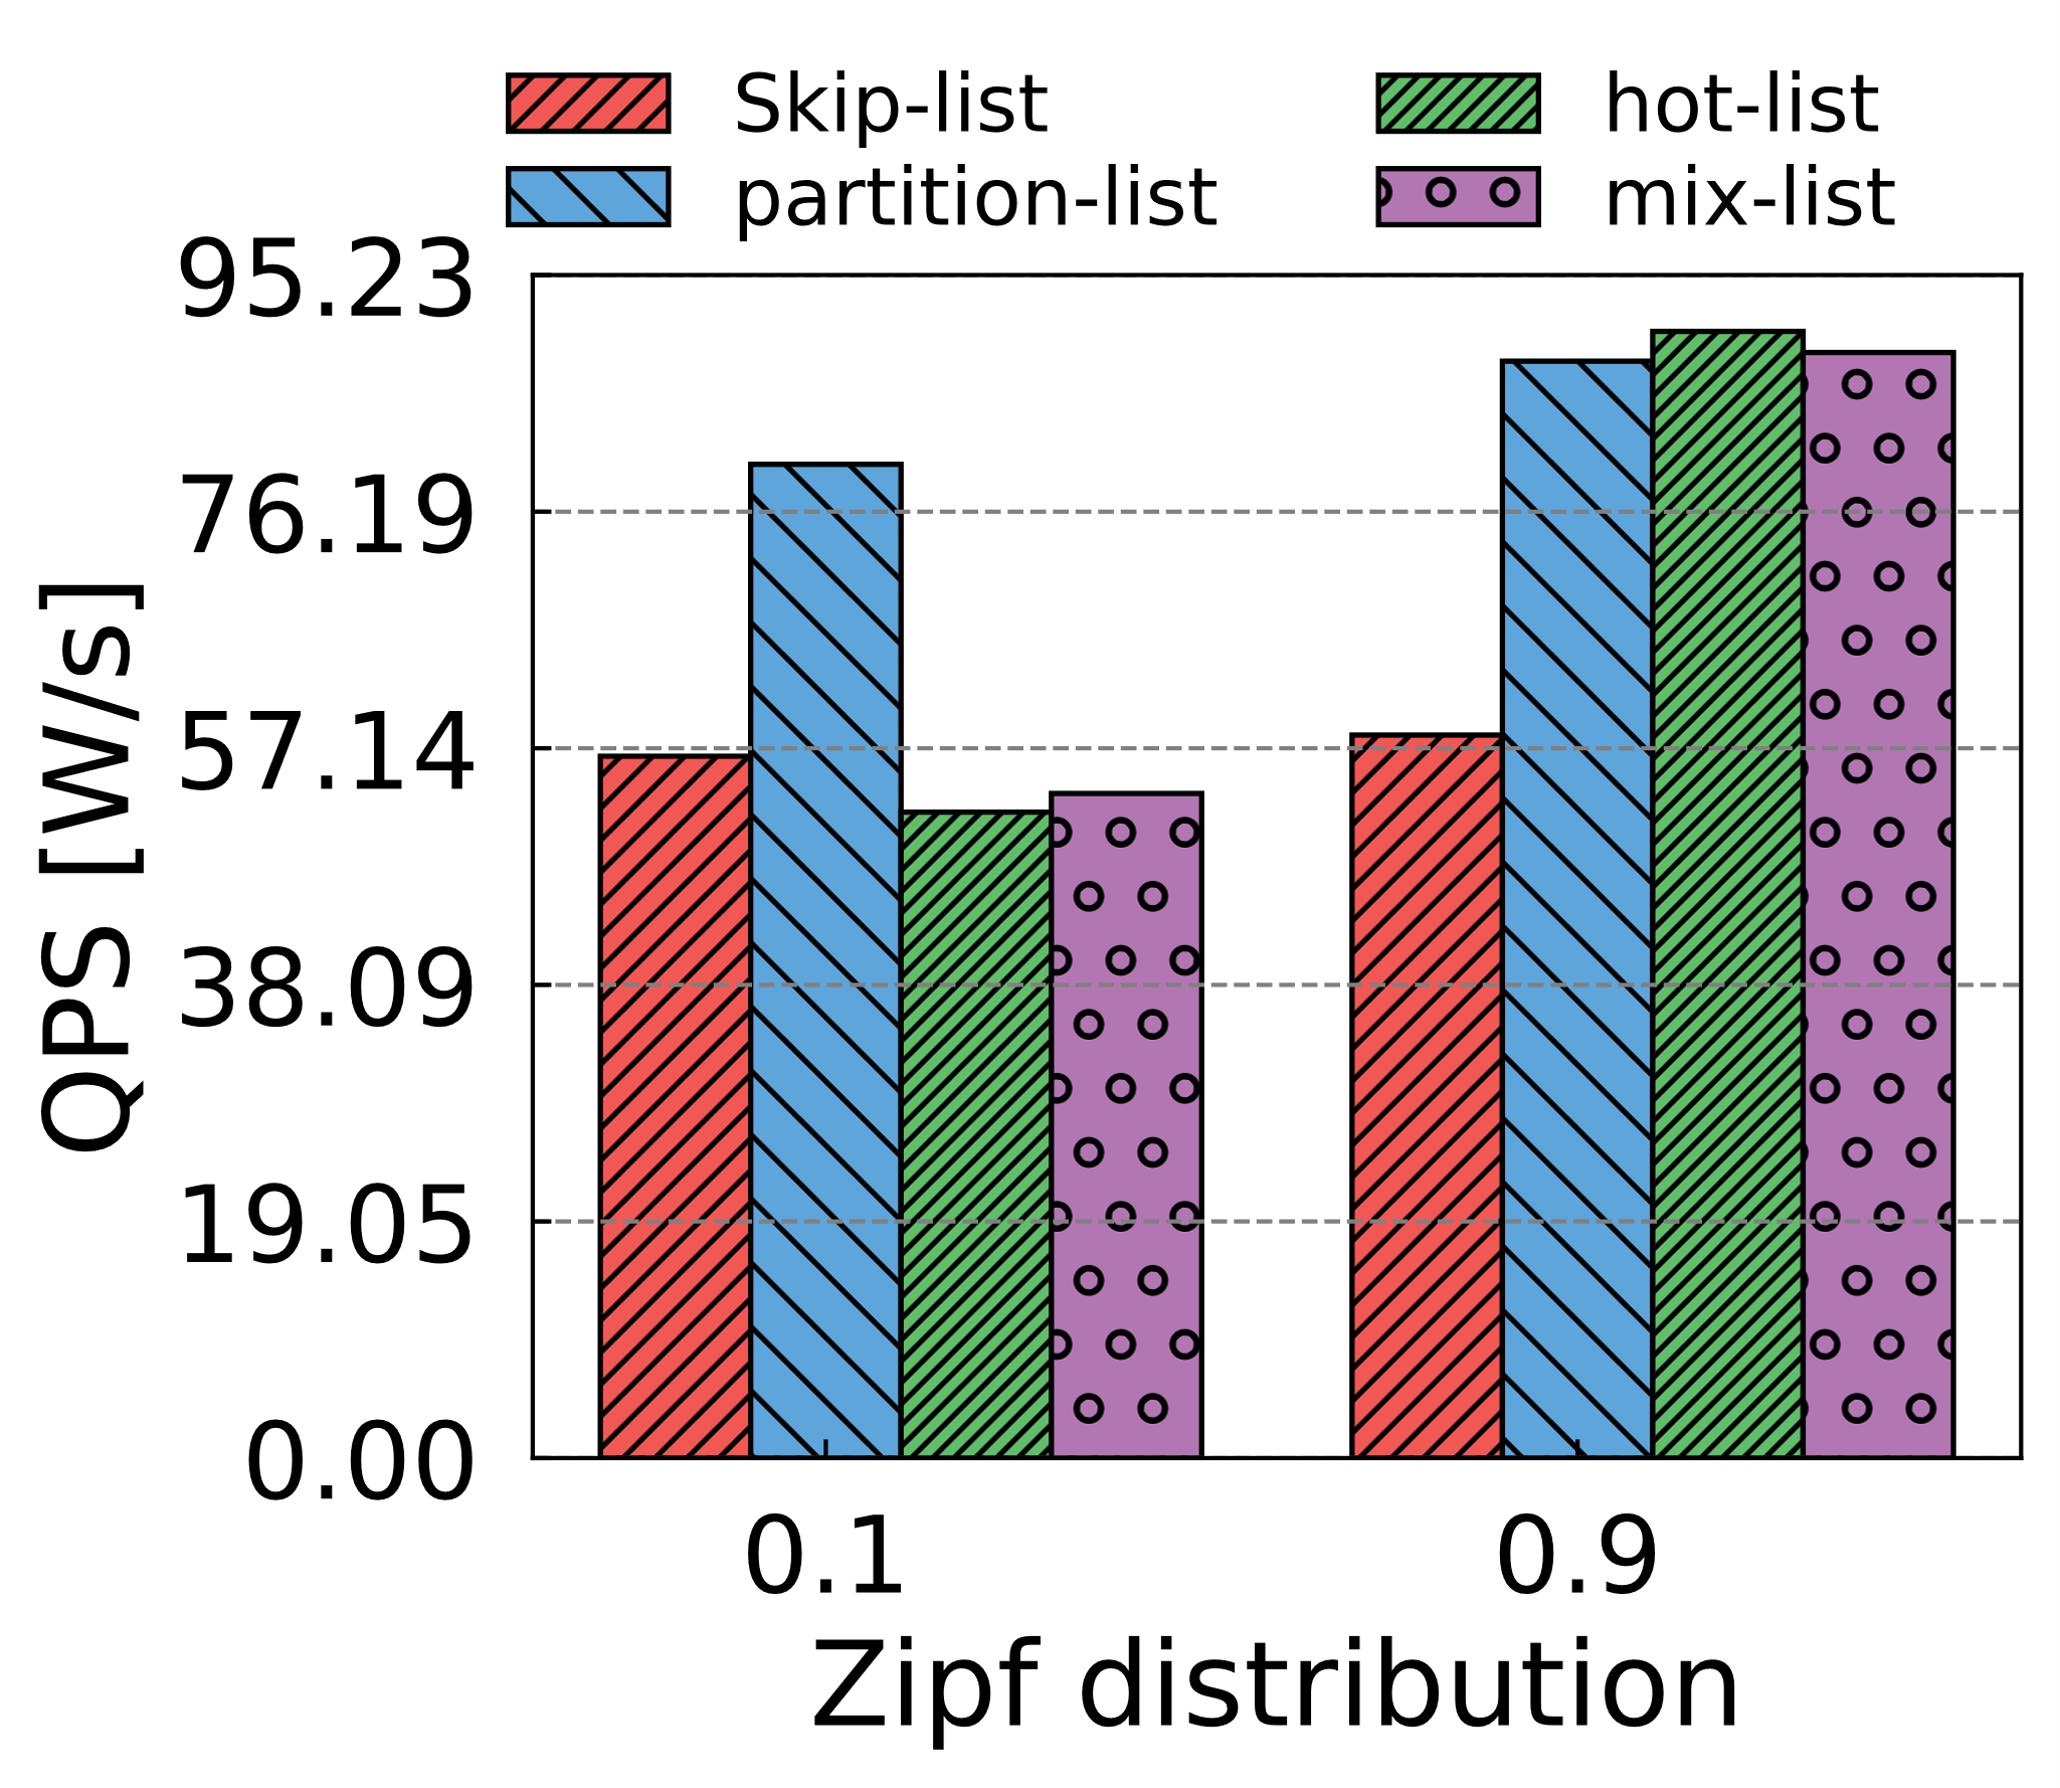 Skip-list
hot-list
partition-list
mix-list
95.23
76.19
57.14
38.09
19.05
0.00
QPS [W/s]
0.1
0.9
Zipf distribution